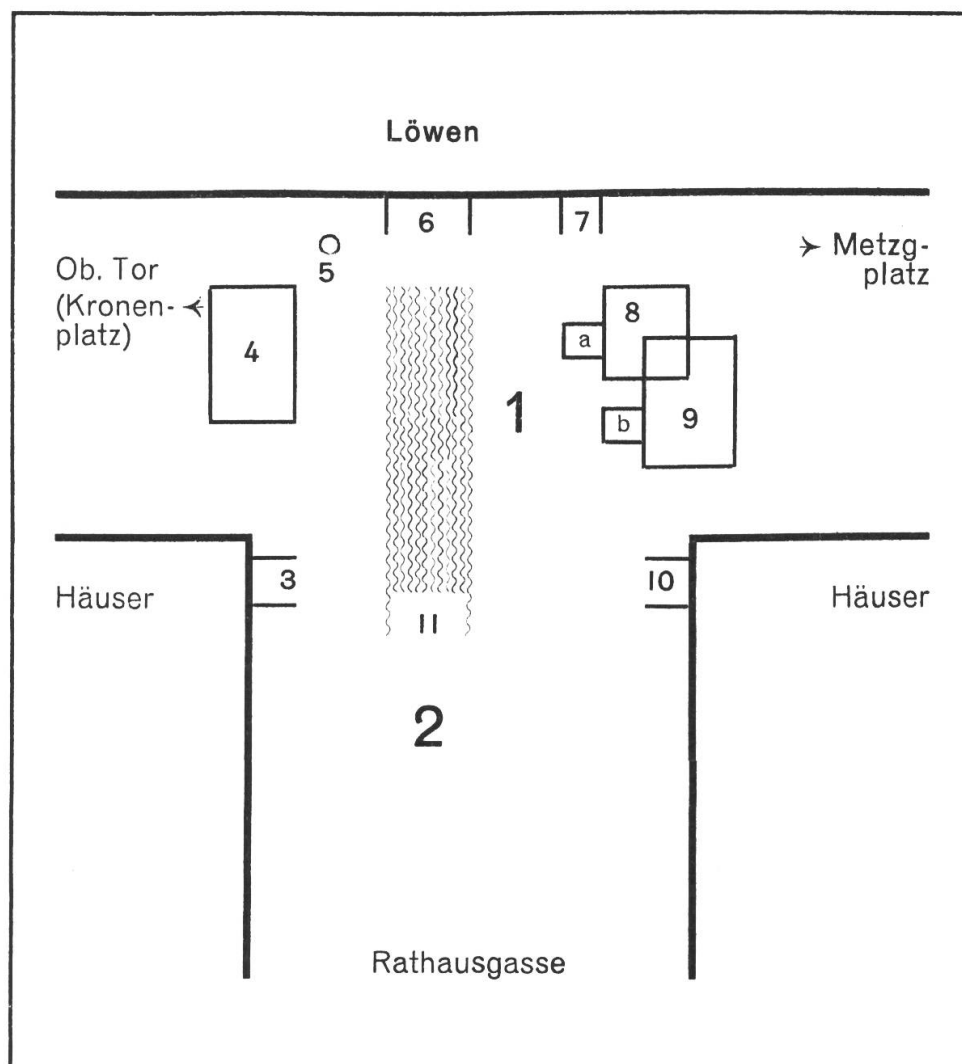 Löwen
6
7
5
Ob. Tor
(Kronen-
platz)
Metzg-
platz
4
8
a
1
9
b
3
10
Häuser
Häuser
11
2
Rathausgasse